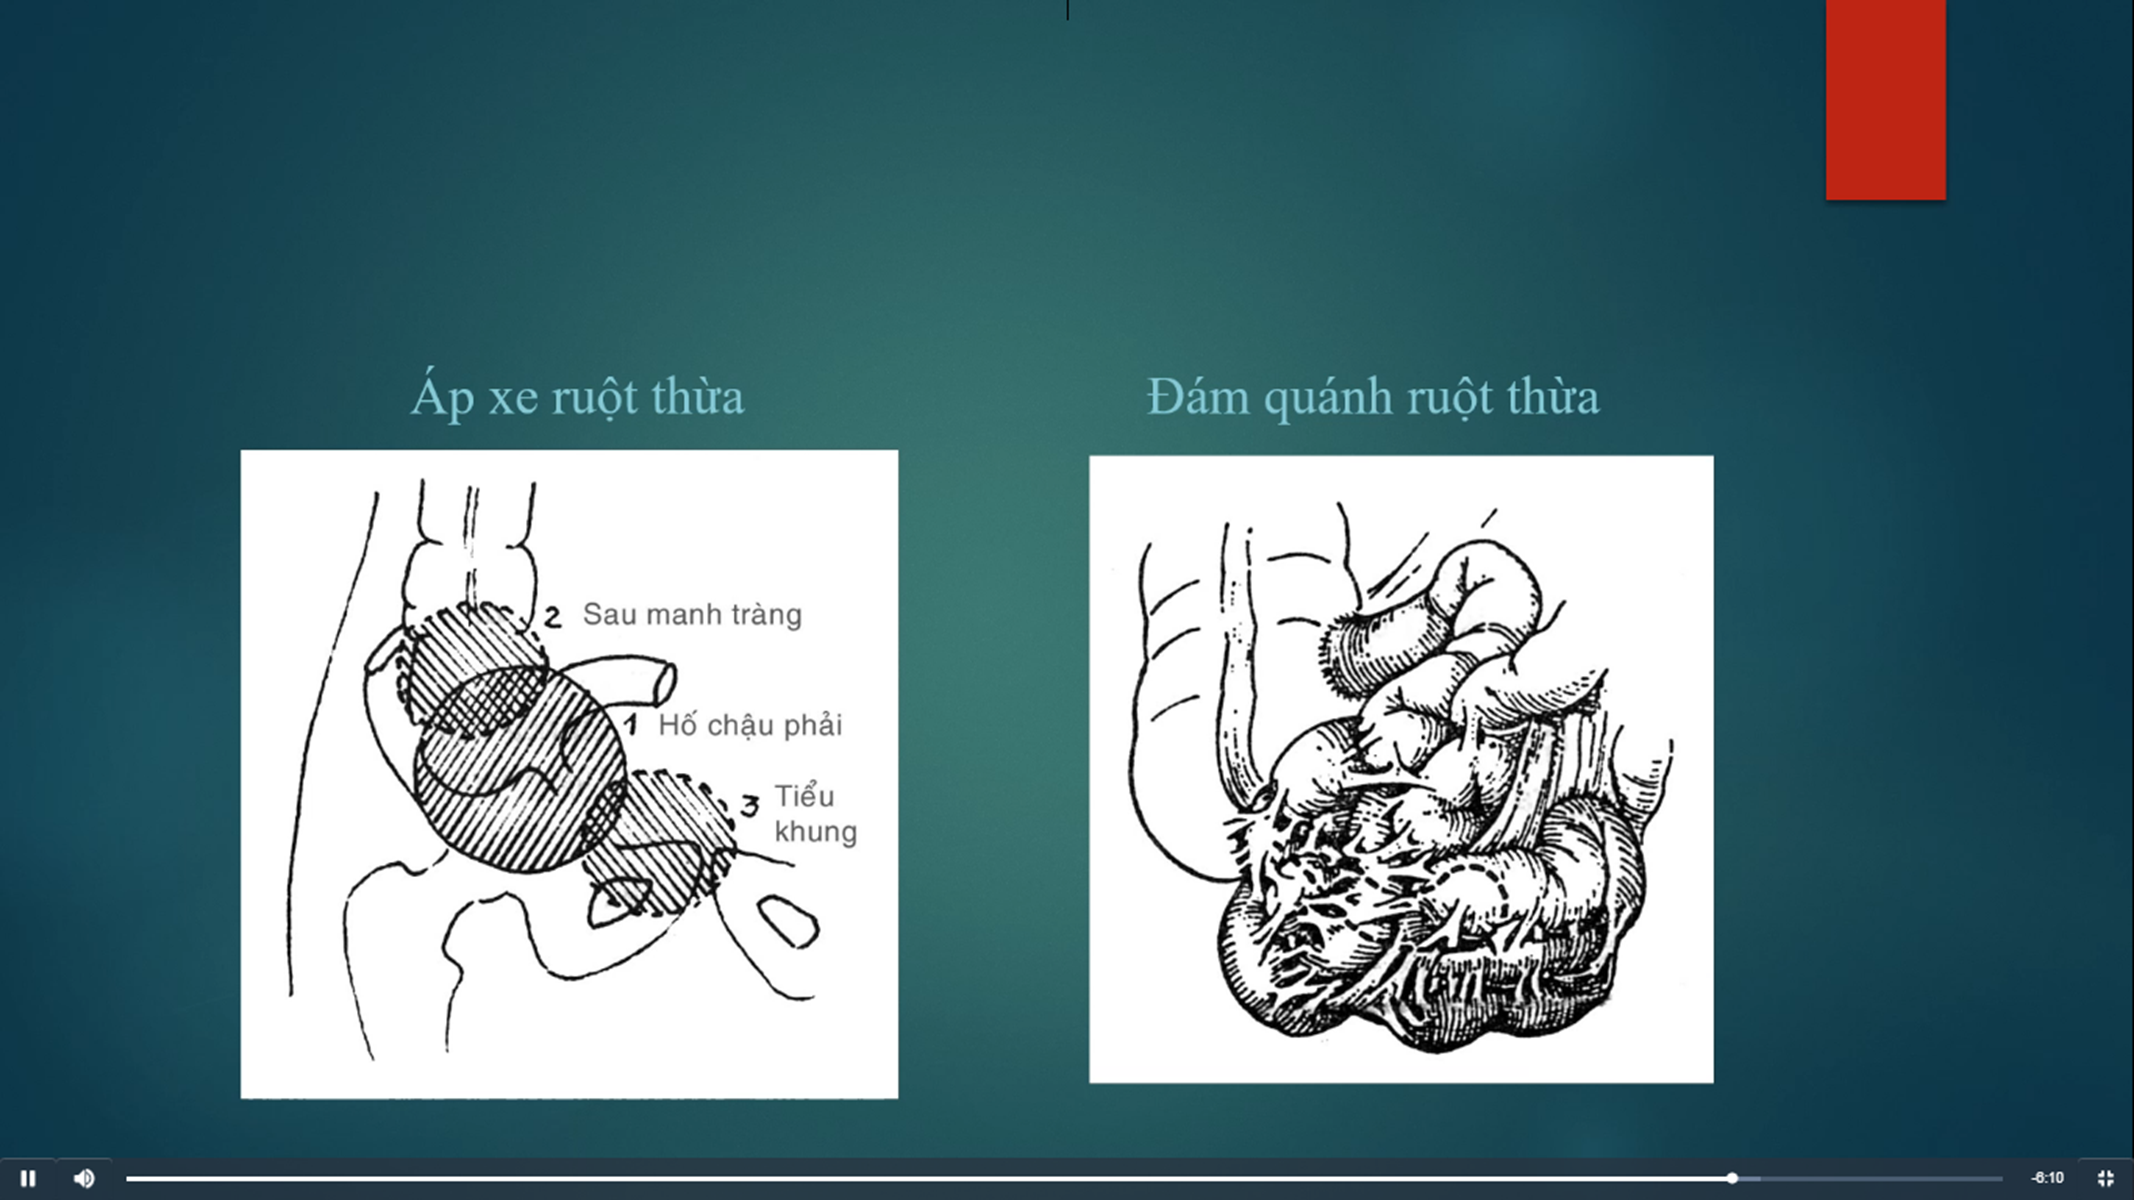 Áp xe ruột thừa
Đám quánh ruột thừa
2 Sau manh tràng
1 Hố chậu phải
3 Tiểu
khung
-6:10